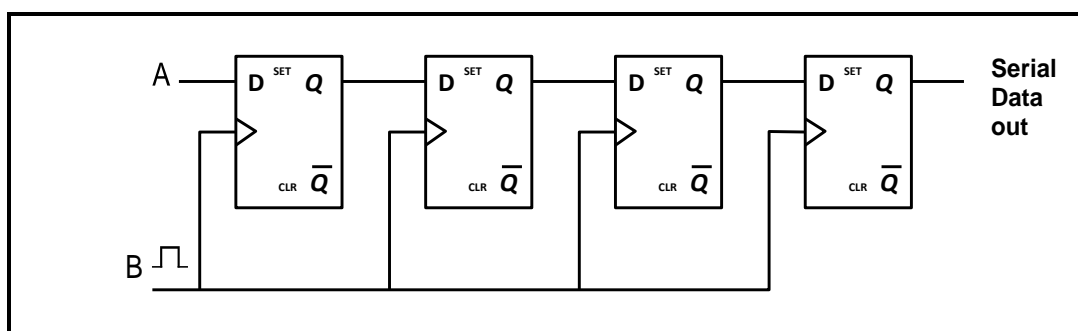 A
D SET Q
CLR Q̅
D SET Q
CLR Q̅
D SET Q
CLR Q̅
D SET Q
CLR Q̅
Serial
Data
out
B